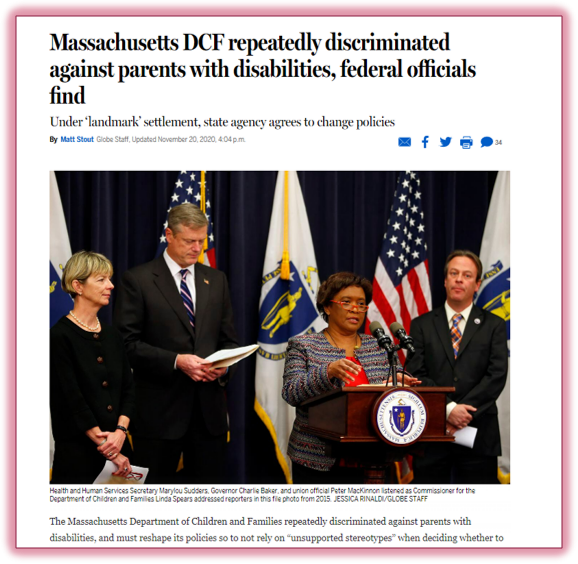 Massachusetts DCF repeatedly discriminated
against parents with disabilities, federal officials
find
Under ‘landmark’ settlement, state agency agrees to change policies
By Matt Stout Globe Staff, Updated November 20, 2020, 4:04 p.m.
34
Health and Human Services Secretary Marylou Sudders, Governor Charlie Baker, and union official Peter MacKinnon listened as Commissioner for the
Department of Children and Families Linda Spears addressed reporters in this file photo from 2015. JESSICA RINALDI/GLOBE STAFF
The Massachusetts Department of Children and Families repeatedly discriminated against parents with
disabilities, and must reshape its policies so to not rely on “unsupported stereotypes” when deciding whether to